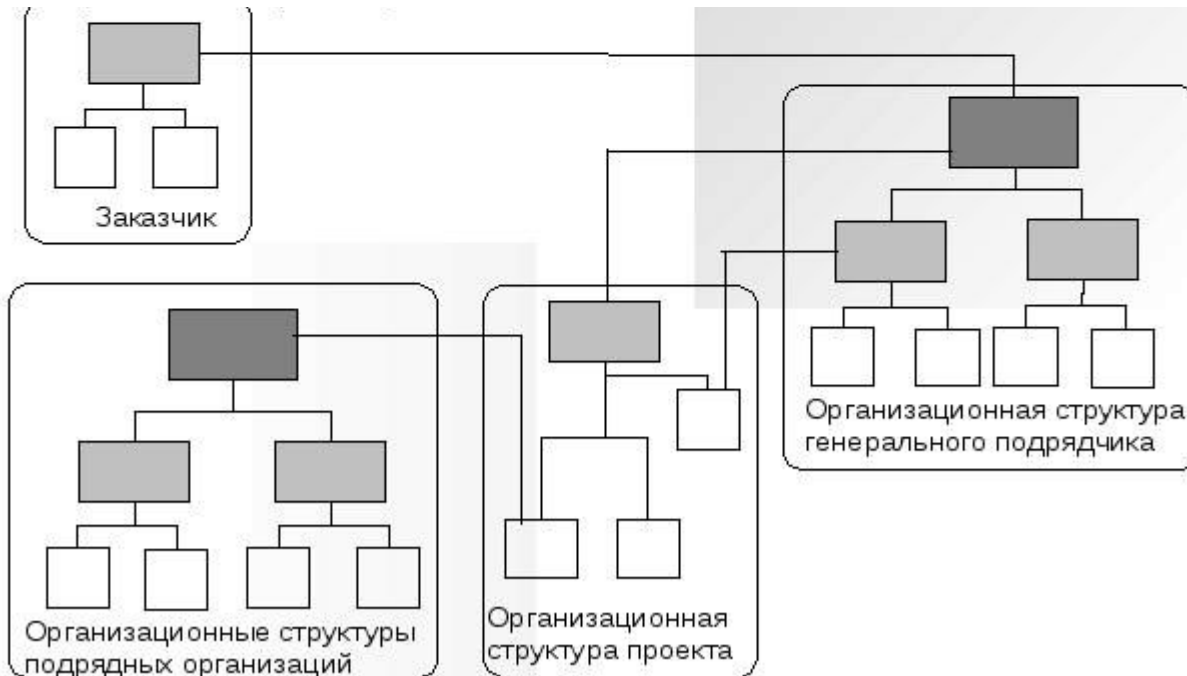 Заказчик
Организационная структура
генерального подрядчика
Организационные структуры
подрядных организаций
Организационная
структура проекта